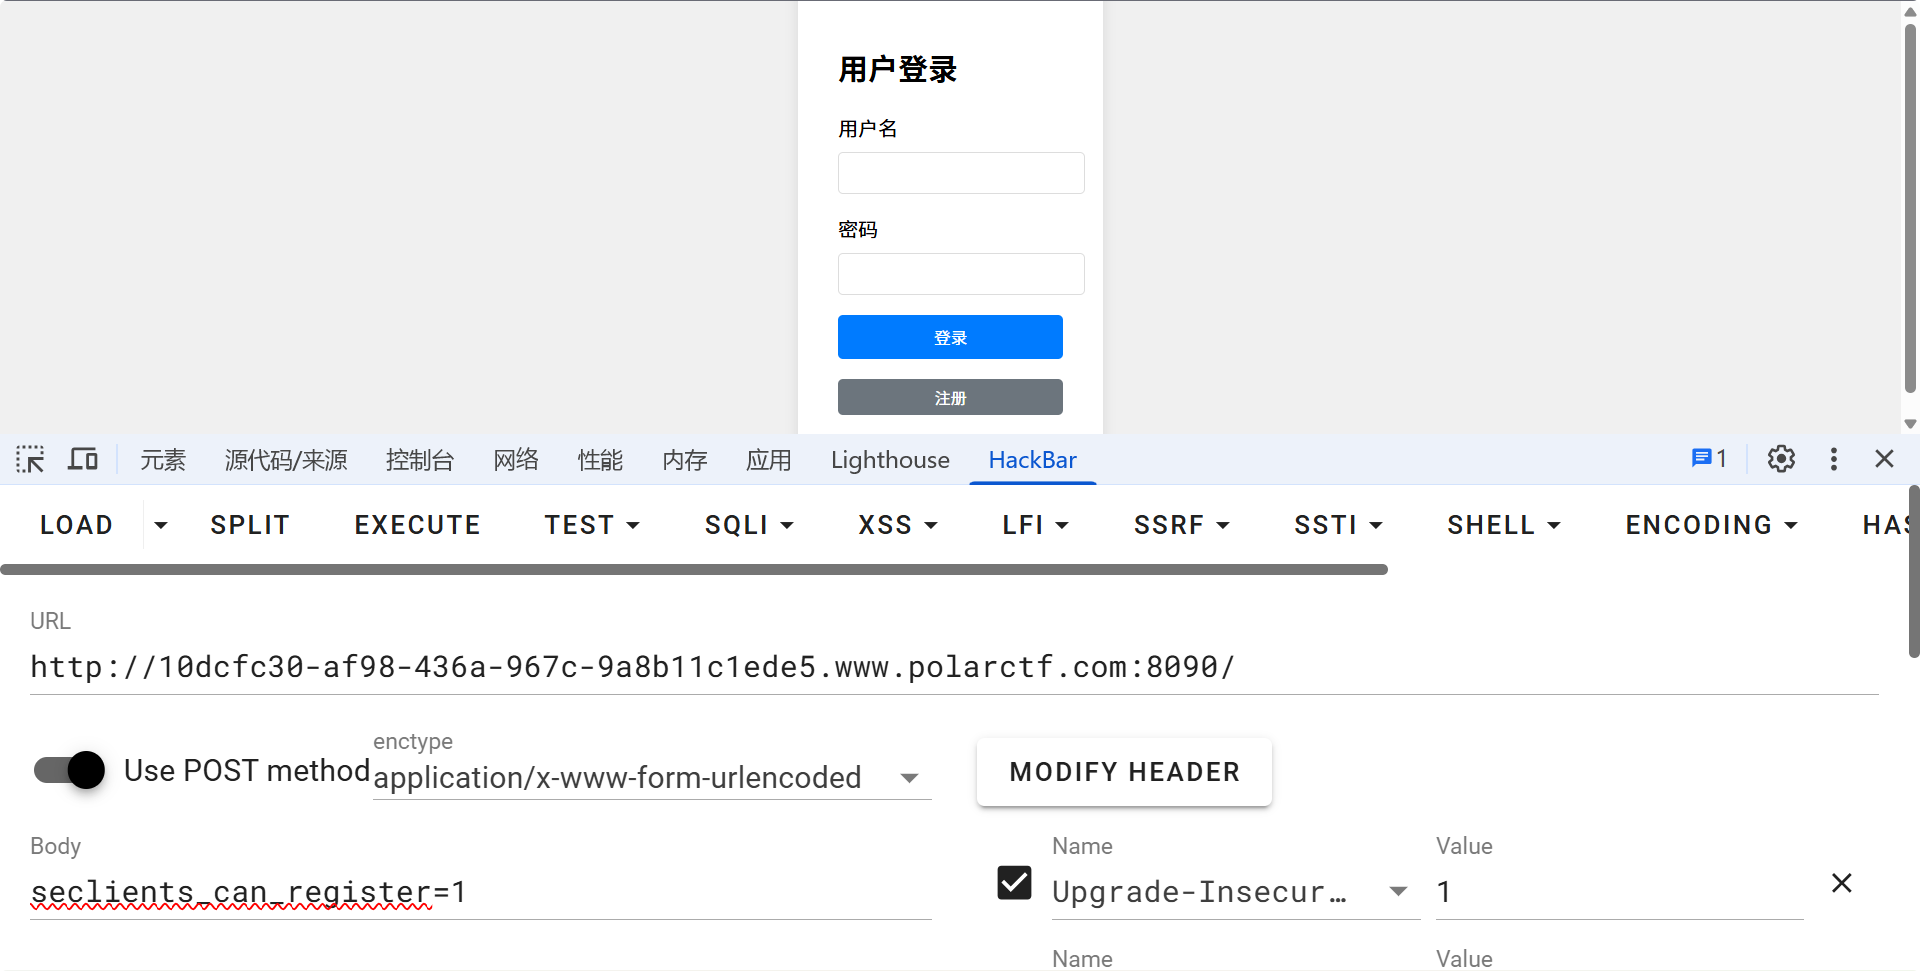 用户登录
用户名
密码
登录
注册
元素 源代码/来源 控制台 网络 性能 内存 应用 Lighthouse HackBar 1
LOAD SPLIT EXECUTE TEST SQLI XSS LFI SSRF SSTI SHELL ENCODING HAS
URL
http://10dcfc30-af98-436a-967c-9a8b11c1ede5.www.polarctf.com:8090/
enctype
Use POST method application/x-www-form-urlencoded MODIFY HEADER
Body Name Value
seclients_can_register=1 Upgrade-Insecur… 1
Name Value